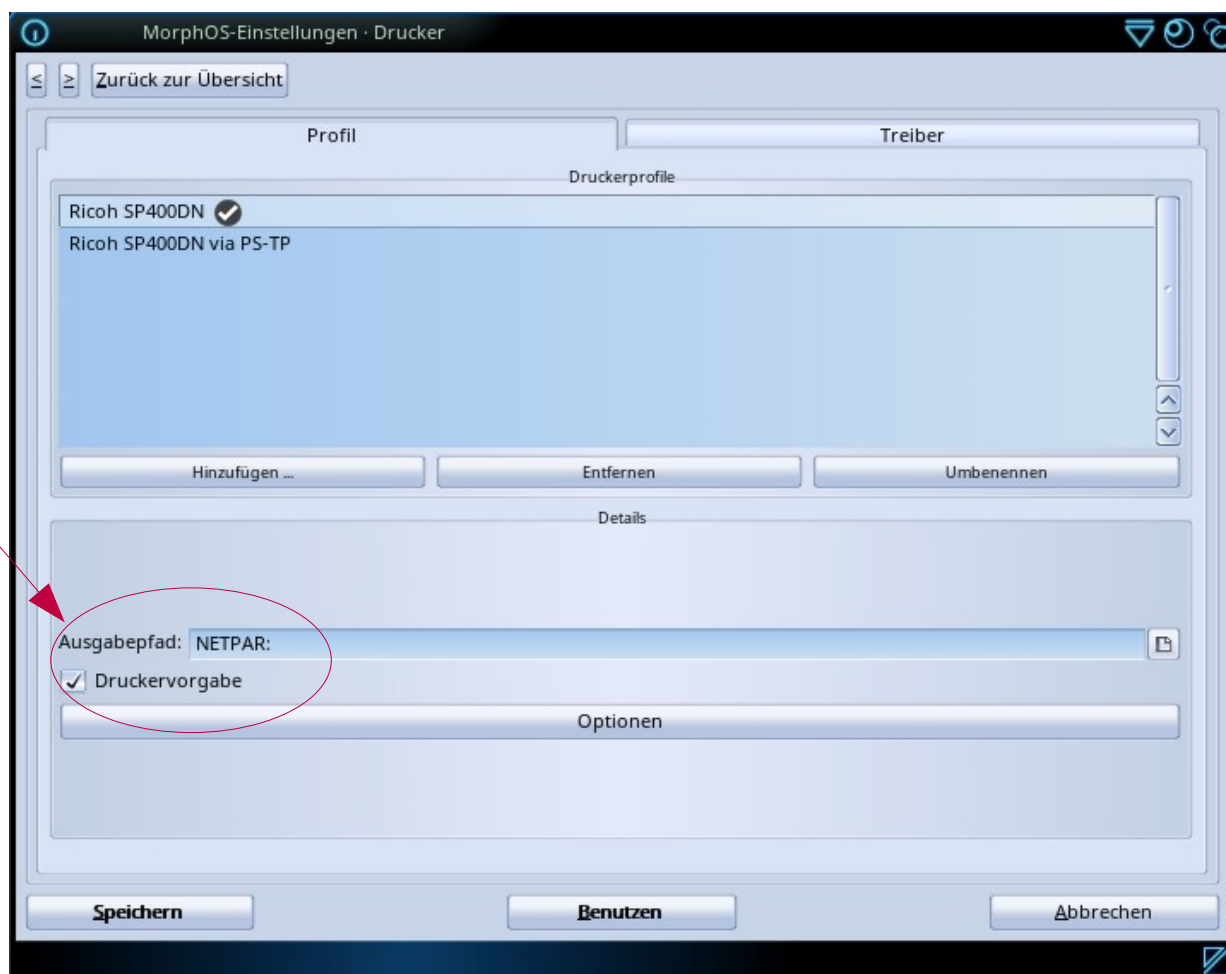 MorphOS-Einstellungen · Drucker
≤ ≥ Zurück zur Übersicht
Profil Treiber
Druckerprofile
Ricoh SP400DN
Ricoh SP400DN via PS-TP
Hinzufügen ... Entfernen Umbenennen
Details
Ausgabepfad: NETPAR:
Druckervorgabe
Optionen
Speichern Benutzen Abbrechen